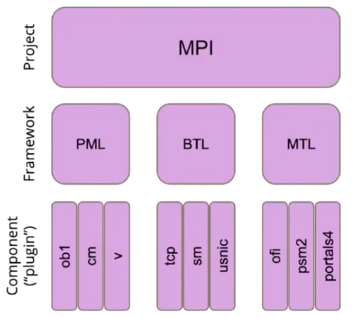 Project
MPI
Framework
PML
BTL
MTL
Component
("plugin")
ob1
cm
v
tcp
sm
usnic
ofi
psm2
portals4